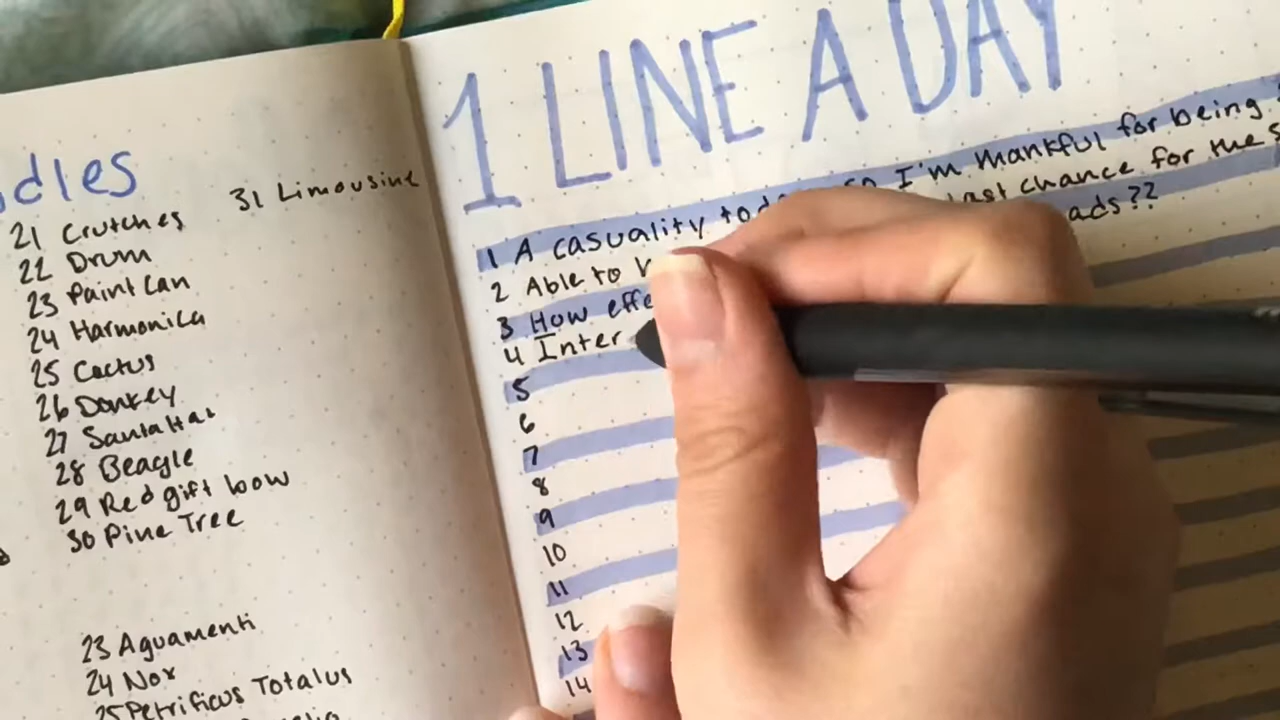 dles
21 Crutches
31 Limousine
22 Drum
23 Paint Can
24 Harmonica
25 Cactus
26 Donkey
27 Santa Hat
28 Beagle
29 Red gift bow
30 Pine Tree
23 Aguamenti
24 Nox
25 Petrificus Totalus
1 LINE A DAY
1 A casuality today so I'm thankful for being
2 Able to last chance for the
3 How effe ads??
4 Inter
5
6
7
8
9
10
11
12
13
14